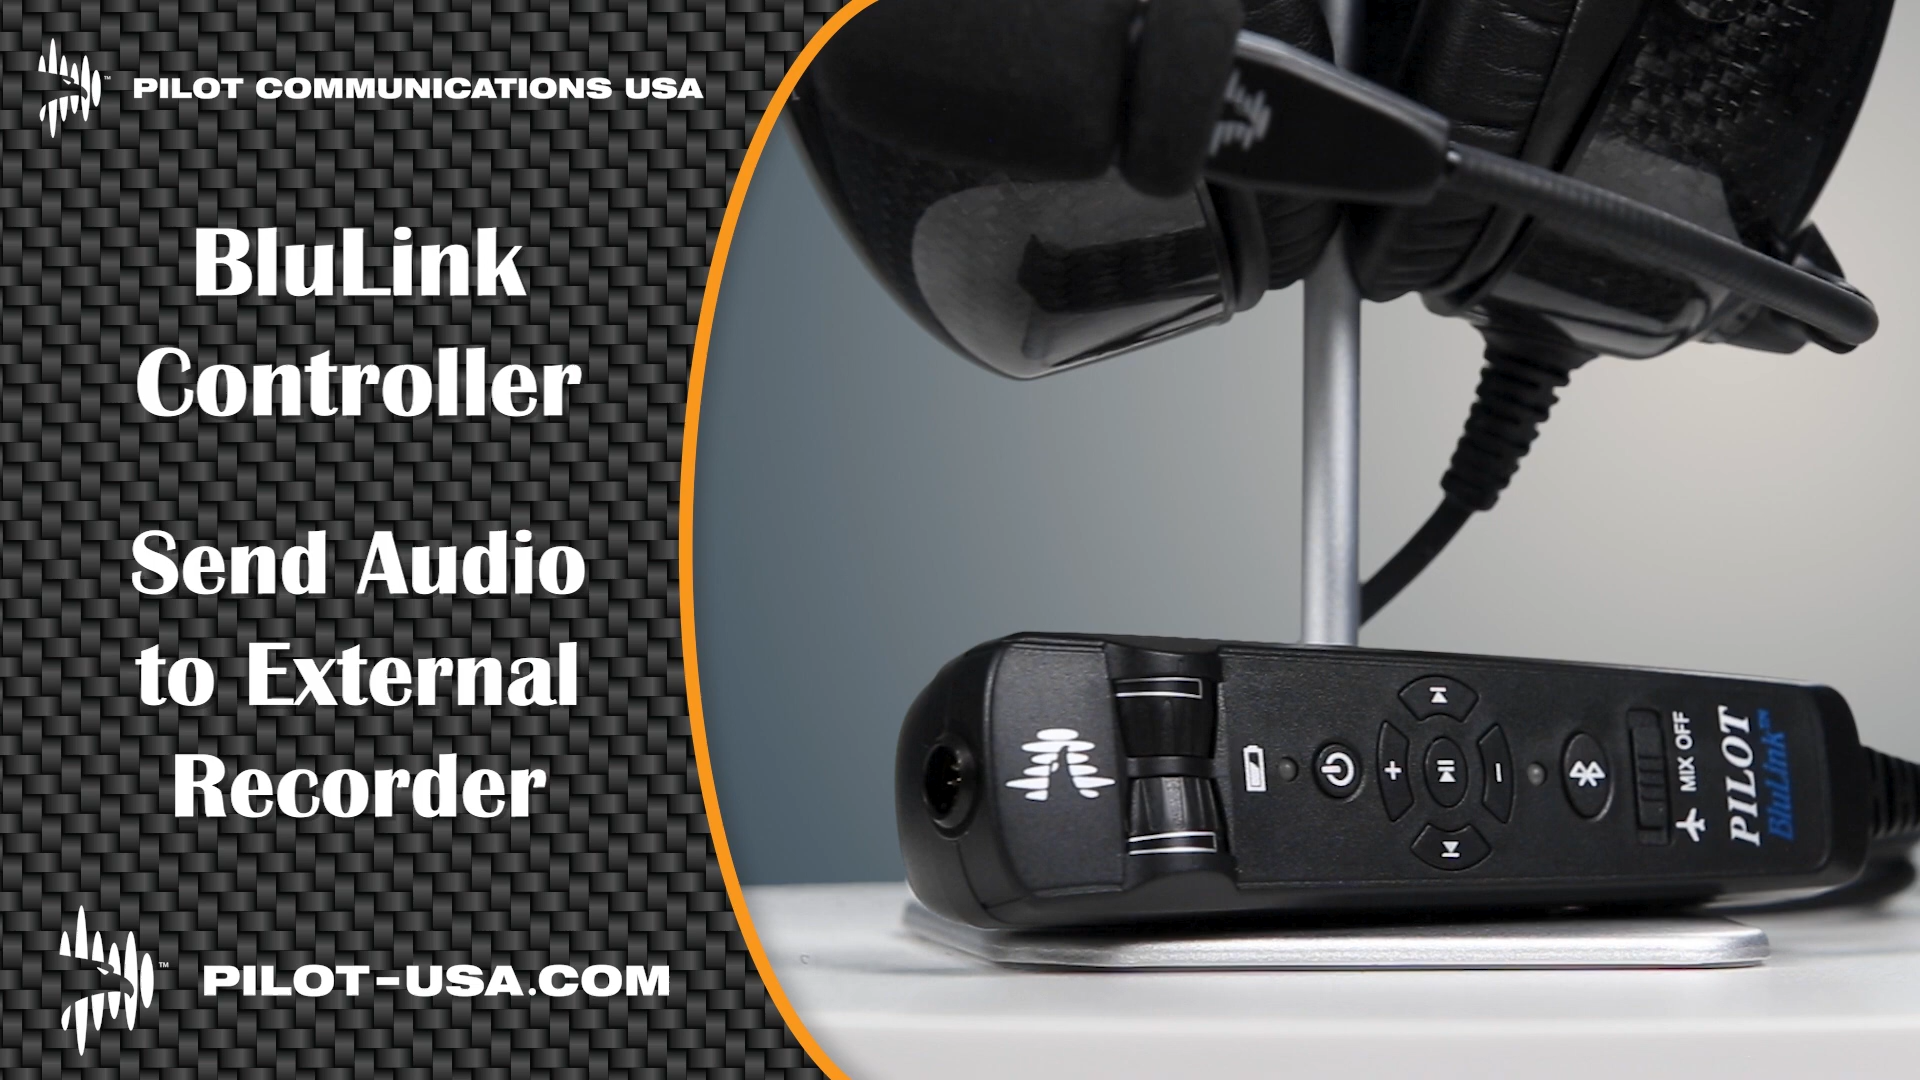 PILOT COMMUNICATIONS USA
BluLink
Controller
Send Audio
to External
Recorder
PILOT-USA.COM
MIX OFF
PILOT
BluLink